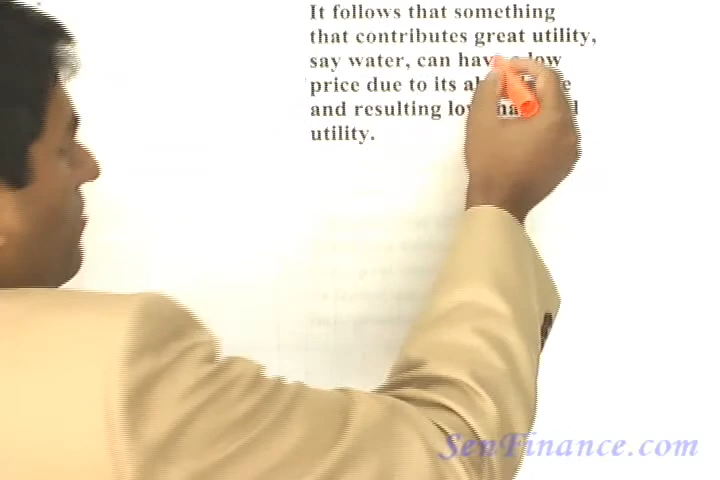 It follows that something
that contributes great utility,
say water, can have a low
price due to its
and resulting low
utility.
SenFinance.com